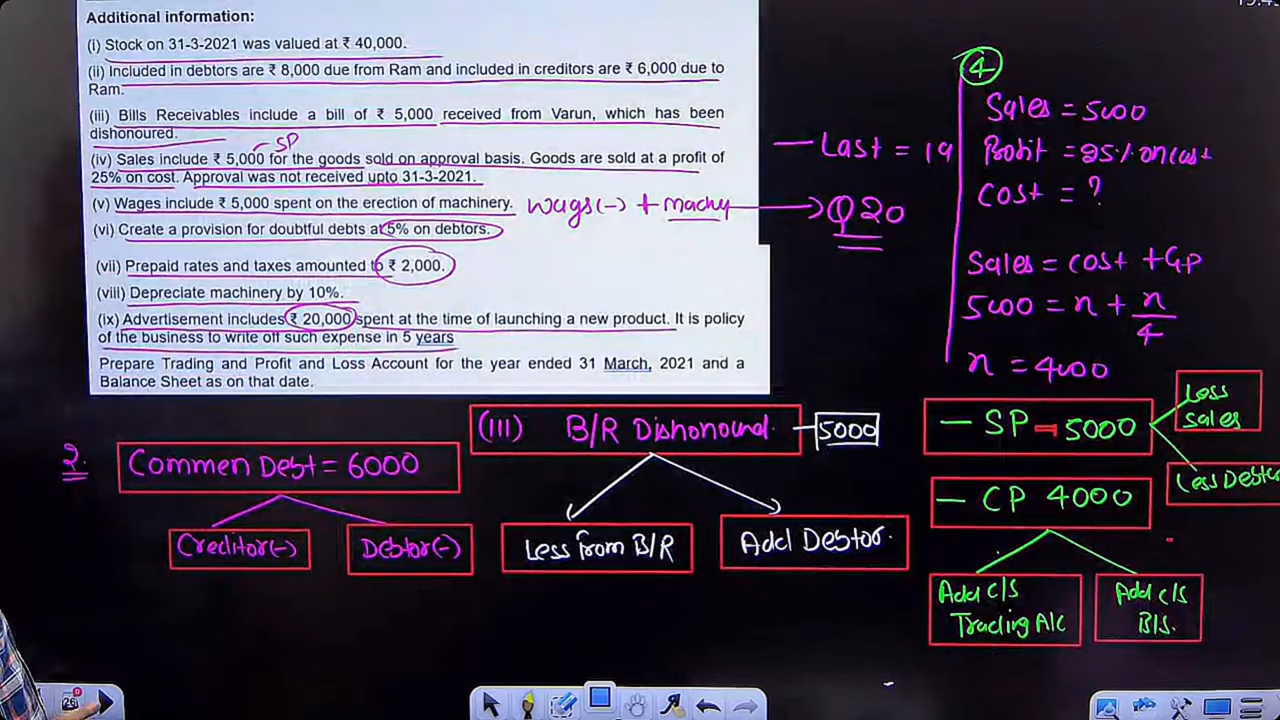 Additional information:
(i) Stock on 31-3-2021 was valued at ₹ 40,000.
(ii) Included in debtors are ₹ 8,000 due from Ram and included in creditors are ₹ 6,000 due to
Ram.
(iii) Bills Receivables include a bill of ₹ 5,000 received from Varun, which has been
dishonoured.
SP
(iv) Sales include ₹ 5,000 for the goods sold on approval basis. Goods are sold at a profit of
25% on cost. Approval was not received upto 31-3-2021.
(v) Wages include ₹ 5,000 spent on the erection of machinery.
wags(-) + machy
(vi) Create a provision for doubtful debts at 5% on debtors.
(vii) Prepaid rates and taxes amounted to ₹ 2,000.
(viii) Depreciate machinery by 10%.
(ix) Advertisement includes ₹ 20,000 spent at the time of launching a new product. It is policy
of the business to write off such expense in 5 years
Prepare Trading and Profit and Loss Account for the year ended 31 March, 2021 and a
Balance Sheet as on that date.
— Last = 19
Q20
4
Sales = 5000
Profit = 25% on cost
Cost = ?
Sales = cost + GP
5000 = n + n/4
n = 4000
2.
Commen Debt = 6000
Creditor(-)
Debtor(-)
(III) B/R Dishonound
5000
Less from B/R
Add Debtor.
— SP - 5000
Less
Sales
Less Debtor
— CP 4000
Add C/S
Trading A/c
Add C/s
B/S.
26